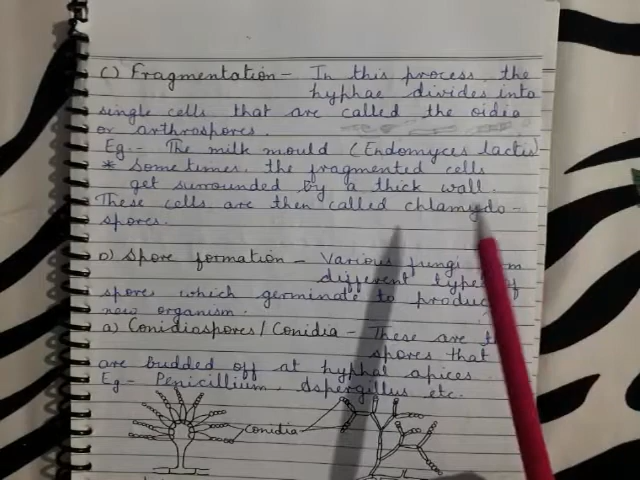 C) Fragmentation - In this process, the
hyphae divides into
single cells that are called the oidia
or arthrospores.
Eg.- The milk mould (Endomyces lactis)
* Sometimes, the fragmented cells
get surrounded by a thick wall.
These cells are then called chlamydo-
spores.
D) Spore formation - Various fungi
different types of
spores which germinate to
new organism.
a) Conidiaspores/Conidia - These are
spores that
are budded off at hyphal apices.
Eg- Penicillium, Aspergillus etc.
Conidia